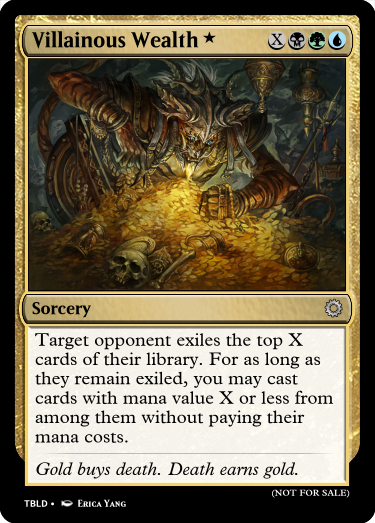 Villainous Wealth ★ X
Sorcery
Target opponent exiles the top X
cards of their library. For as long as
they remain exiled, you may cast
cards with mana value X or less from
among them without paying their
mana costs.
Gold buys death. Death earns gold.
(NOT FOR SALE)
TBLD • Erica Yang